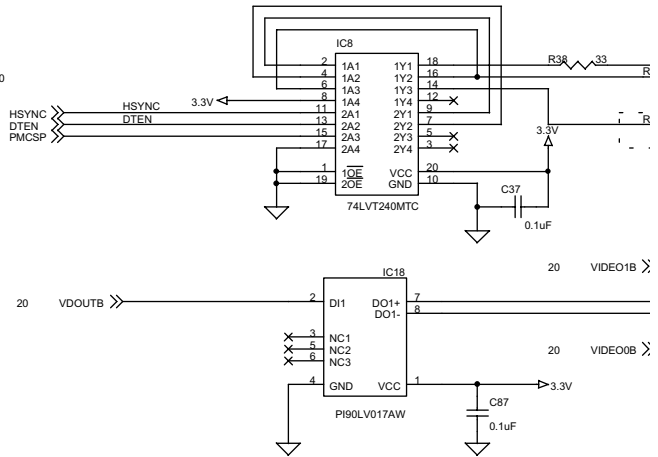 IC8
2 1A1 1Y1 18 R38 33
4 1A2 1Y2 16 R
0
6 1A3 1Y3 14
3.3V 8 1A4 1Y4 12
HSYNC HSYNC 11 2A1 2Y1 9
DTEN DTEN 13 2A2 2Y2 7 R
PMCSP 15 2A3 2Y3 5 3.3V
17 2A4 2Y4 3
1 1OE VCC 20
19 2OE GND 10
C37
74LVT240MTC
0.1uF
IC18
20 VIDEO1B
20 VDOUTB 2 DI1 DO1+ 7
DO1- 8
3 NC1
5 NC2
6 NC3
20 VIDEO0B
4 GND VCC 1 3.3V
C87
PI90LV017AW
0.1uF